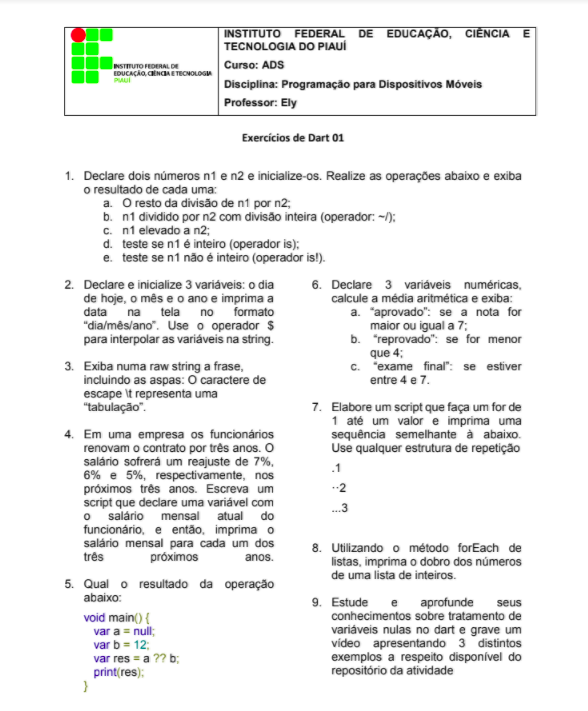 INSTITUTO FEDERAL DE
EDUCAÇÃO, CIÊNCIA E TECNOLOGIA
PIAUÍ
INSTITUTO FEDERAL DE EDUCAÇÃO, CIÊNCIA E
TECNOLOGIA DO PIAUÍ
Curso: ADS
Disciplina: Programação para Dispositivos Móveis
Professor: Ely
Exercícios de Dart 01
1. Declare dois números n1 e n2 e inicialize-os. Realize as operações abaixo e exiba
o resultado de cada uma:
a. O resto da divisão de n1 por n2;
b. n1 dividido por n2 com divisão inteira (operador: ~/);
c. n1 elevado a n2;
d. teste se n1 é inteiro (operador is);
e. teste se n1 não é inteiro (operador is!).
2. Declare e inicialize 3 variáveis: o dia
de hoje, o mês e o ano e imprima a
data na tela no formato
“dia/mês/ano”. Use o operador $
para interpolar as variáveis na string.
3. Exiba numa raw string a frase,
incluindo as aspas: O caractere de
escape \t representa uma
“tabulação”.
4. Em uma empresa os funcionários
renovam o contrato por três anos. O
salário sofrerá um reajuste de 7%,
6% e 5%, respectivamente, nos
próximos três anos. Escreva um
script que declare uma variável com
o salário mensal atual do
funcionário, e então, imprima o
salário mensal para cada um dos
três próximos anos.
5. Qual o resultado da operação
abaixo:
void main() {
var a = null;
var b = 12;
var res = a ?? b;
print(res);
}
6. Declare 3 variáveis numéricas,
calcule a média aritmética e exiba:
a. “aprovado”: se a nota for
maior ou igual a 7;
b. “reprovado”: se for menor
que 4;
c. “exame final”: se estiver
entre 4 e 7.
7. Elabore um script que faça um for de
1 até um valor e imprima uma
sequência semelhante à abaixo.
Use qualquer estrutura de repetição
.1
..2
...3
8. Utilizando o método forEach de
listas, imprima o dobro dos números
de uma lista de inteiros.
9. Estude e aprofunde seus
conhecimentos sobre tratamento de
variáveis nulas no dart e grave um
vídeo apresentando 3 distintos
exemplos a respeito disponível do
repositório da atividade